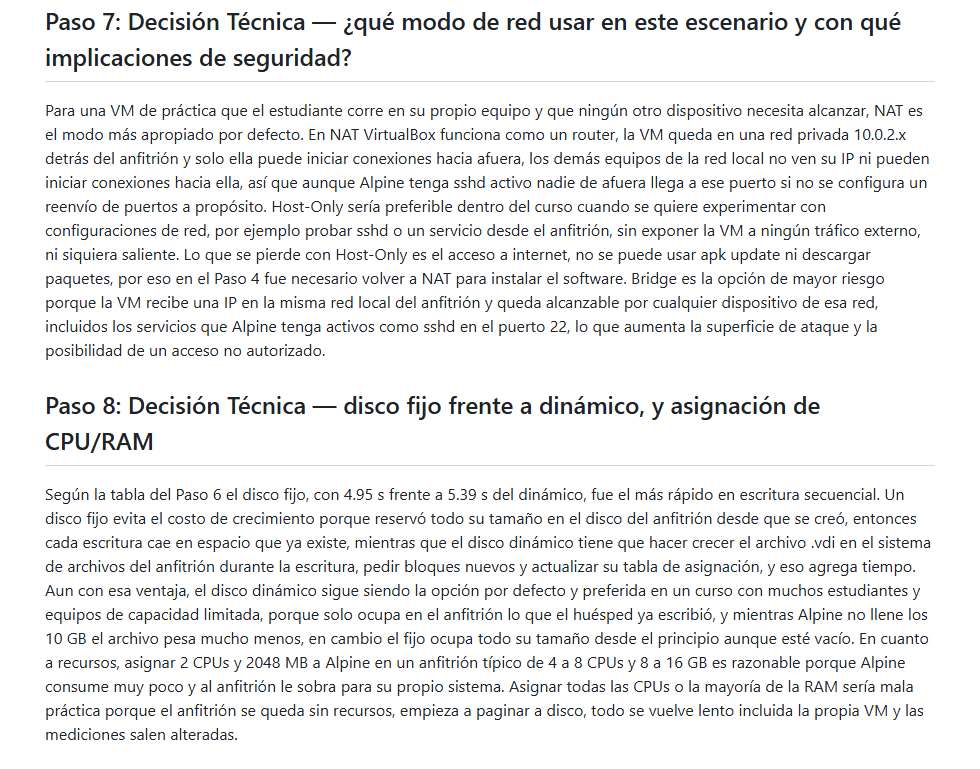 Paso 7: Decisión Técnica — ¿qué modo de red usar en este escenario y con qué
implicaciones de seguridad?
Para una VM de práctica que el estudiante corre en su propio equipo y que ningún otro dispositivo necesita alcanzar, NAT es
el modo más apropiado por defecto. En NAT VirtualBox funciona como un router, la VM queda en una red privada 10.0.2.x
detrás del anfitrión y solo ella puede iniciar conexiones hacia afuera, los demás equipos de la red local no ven su IP ni pueden
iniciar conexiones hacia ella, así que aunque Alpine tenga sshd activo nadie de afuera llega a ese puerto si no se configura un
reenvío de puertos a propósito. Host-Only sería preferible dentro del curso cuando se quiere experimentar con
configuraciones de red, por ejemplo probar sshd o un servicio desde el anfitrión, sin exponer la VM a ningún tráfico externo,
ni siquiera saliente. Lo que se pierde con Host-Only es el acceso a internet, no se puede usar apk update ni descargar
paquetes, por eso en el Paso 4 fue necesario volver a NAT para instalar el software. Bridge es la opción de mayor riesgo
porque la VM recibe una IP en la misma red local del anfitrión y queda alcanzable por cualquier dispositivo de esa red,
incluidos los servicios que Alpine tenga activos como sshd en el puerto 22, lo que aumenta la superficie de ataque y la
posibilidad de un acceso no autorizado.
Paso 8: Decisión Técnica — disco fijo frente a dinámico, y asignación de
CPU/RAM
Según la tabla del Paso 6 el disco fijo, con 4.95 s frente a 5.39 s del dinámico, fue el más rápido en escritura secuencial. Un
disco fijo evita el costo de crecimiento porque reservó todo su tamaño en el disco del anfitrión desde que se creó, entonces
cada escritura cae en espacio que ya existe, mientras que el disco dinámico tiene que hacer crecer el archivo .vdi en el sistema
de archivos del anfitrión durante la escritura, pedir bloques nuevos y actualizar su tabla de asignación, y eso agrega tiempo.
Aun con esa ventaja, el disco dinámico sigue siendo la opción por defecto y preferida en un curso con muchos estudiantes y
equipos de capacidad limitada, porque solo ocupa en el anfitrión lo que el huésped ya escribió, y mientras Alpine no llene los
10 GB el archivo pesa mucho menos, en cambio el fijo ocupa todo su tamaño desde el principio aunque esté vacío. En cuanto
a recursos, asignar 2 CPUs y 2048 MB a Alpine en un anfitrión típico de 4 a 8 CPUs y 8 a 16 GB es razonable porque Alpine
consume muy poco y al anfitrión le sobra para su propio sistema. Asignar todas las CPUs o la mayoría de la RAM sería mala
práctica porque el anfitrión se queda sin recursos, empieza a paginar a disco, todo se vuelve lento incluida la propia VM y las
mediciones salen alteradas.